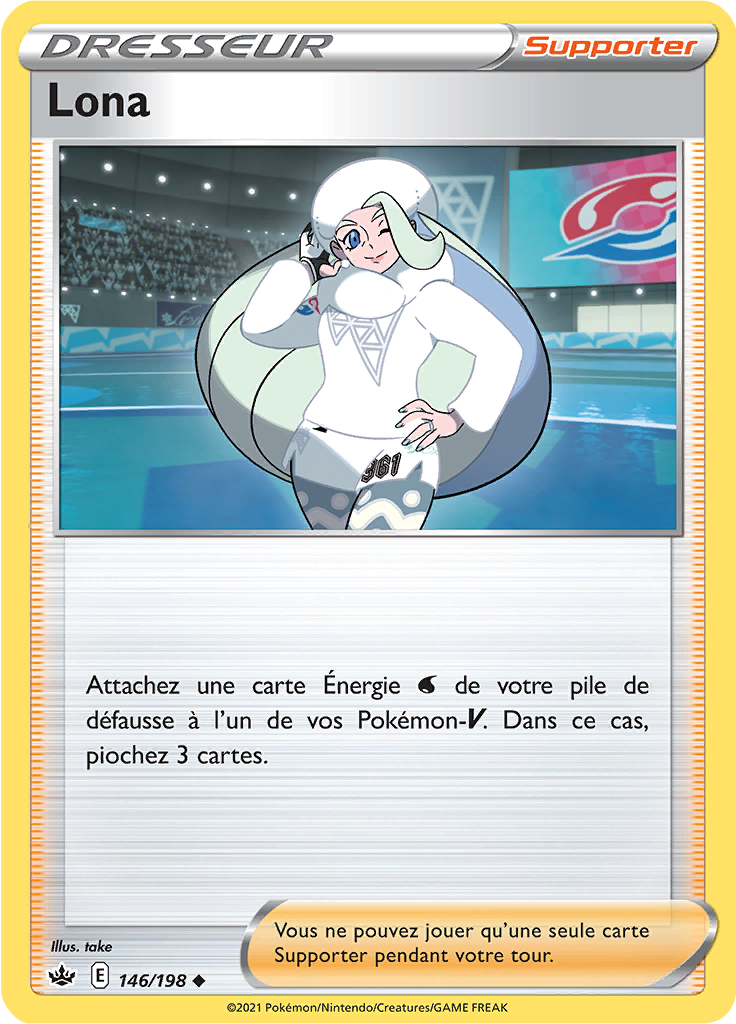 DRESSEUR
Supporter
Lona
361
Attachez une carte Énergie de votre pile de
défausse à l'un de vos Pokémon-V. Dans ce cas,
piochez 3 cartes.
Vous ne pouvez jouer qu'une seule carte
Supporter pendant votre tour.
Illus. take
E
146/198
©2021 Pokémon/Nintendo/Creatures/GAME FREAK